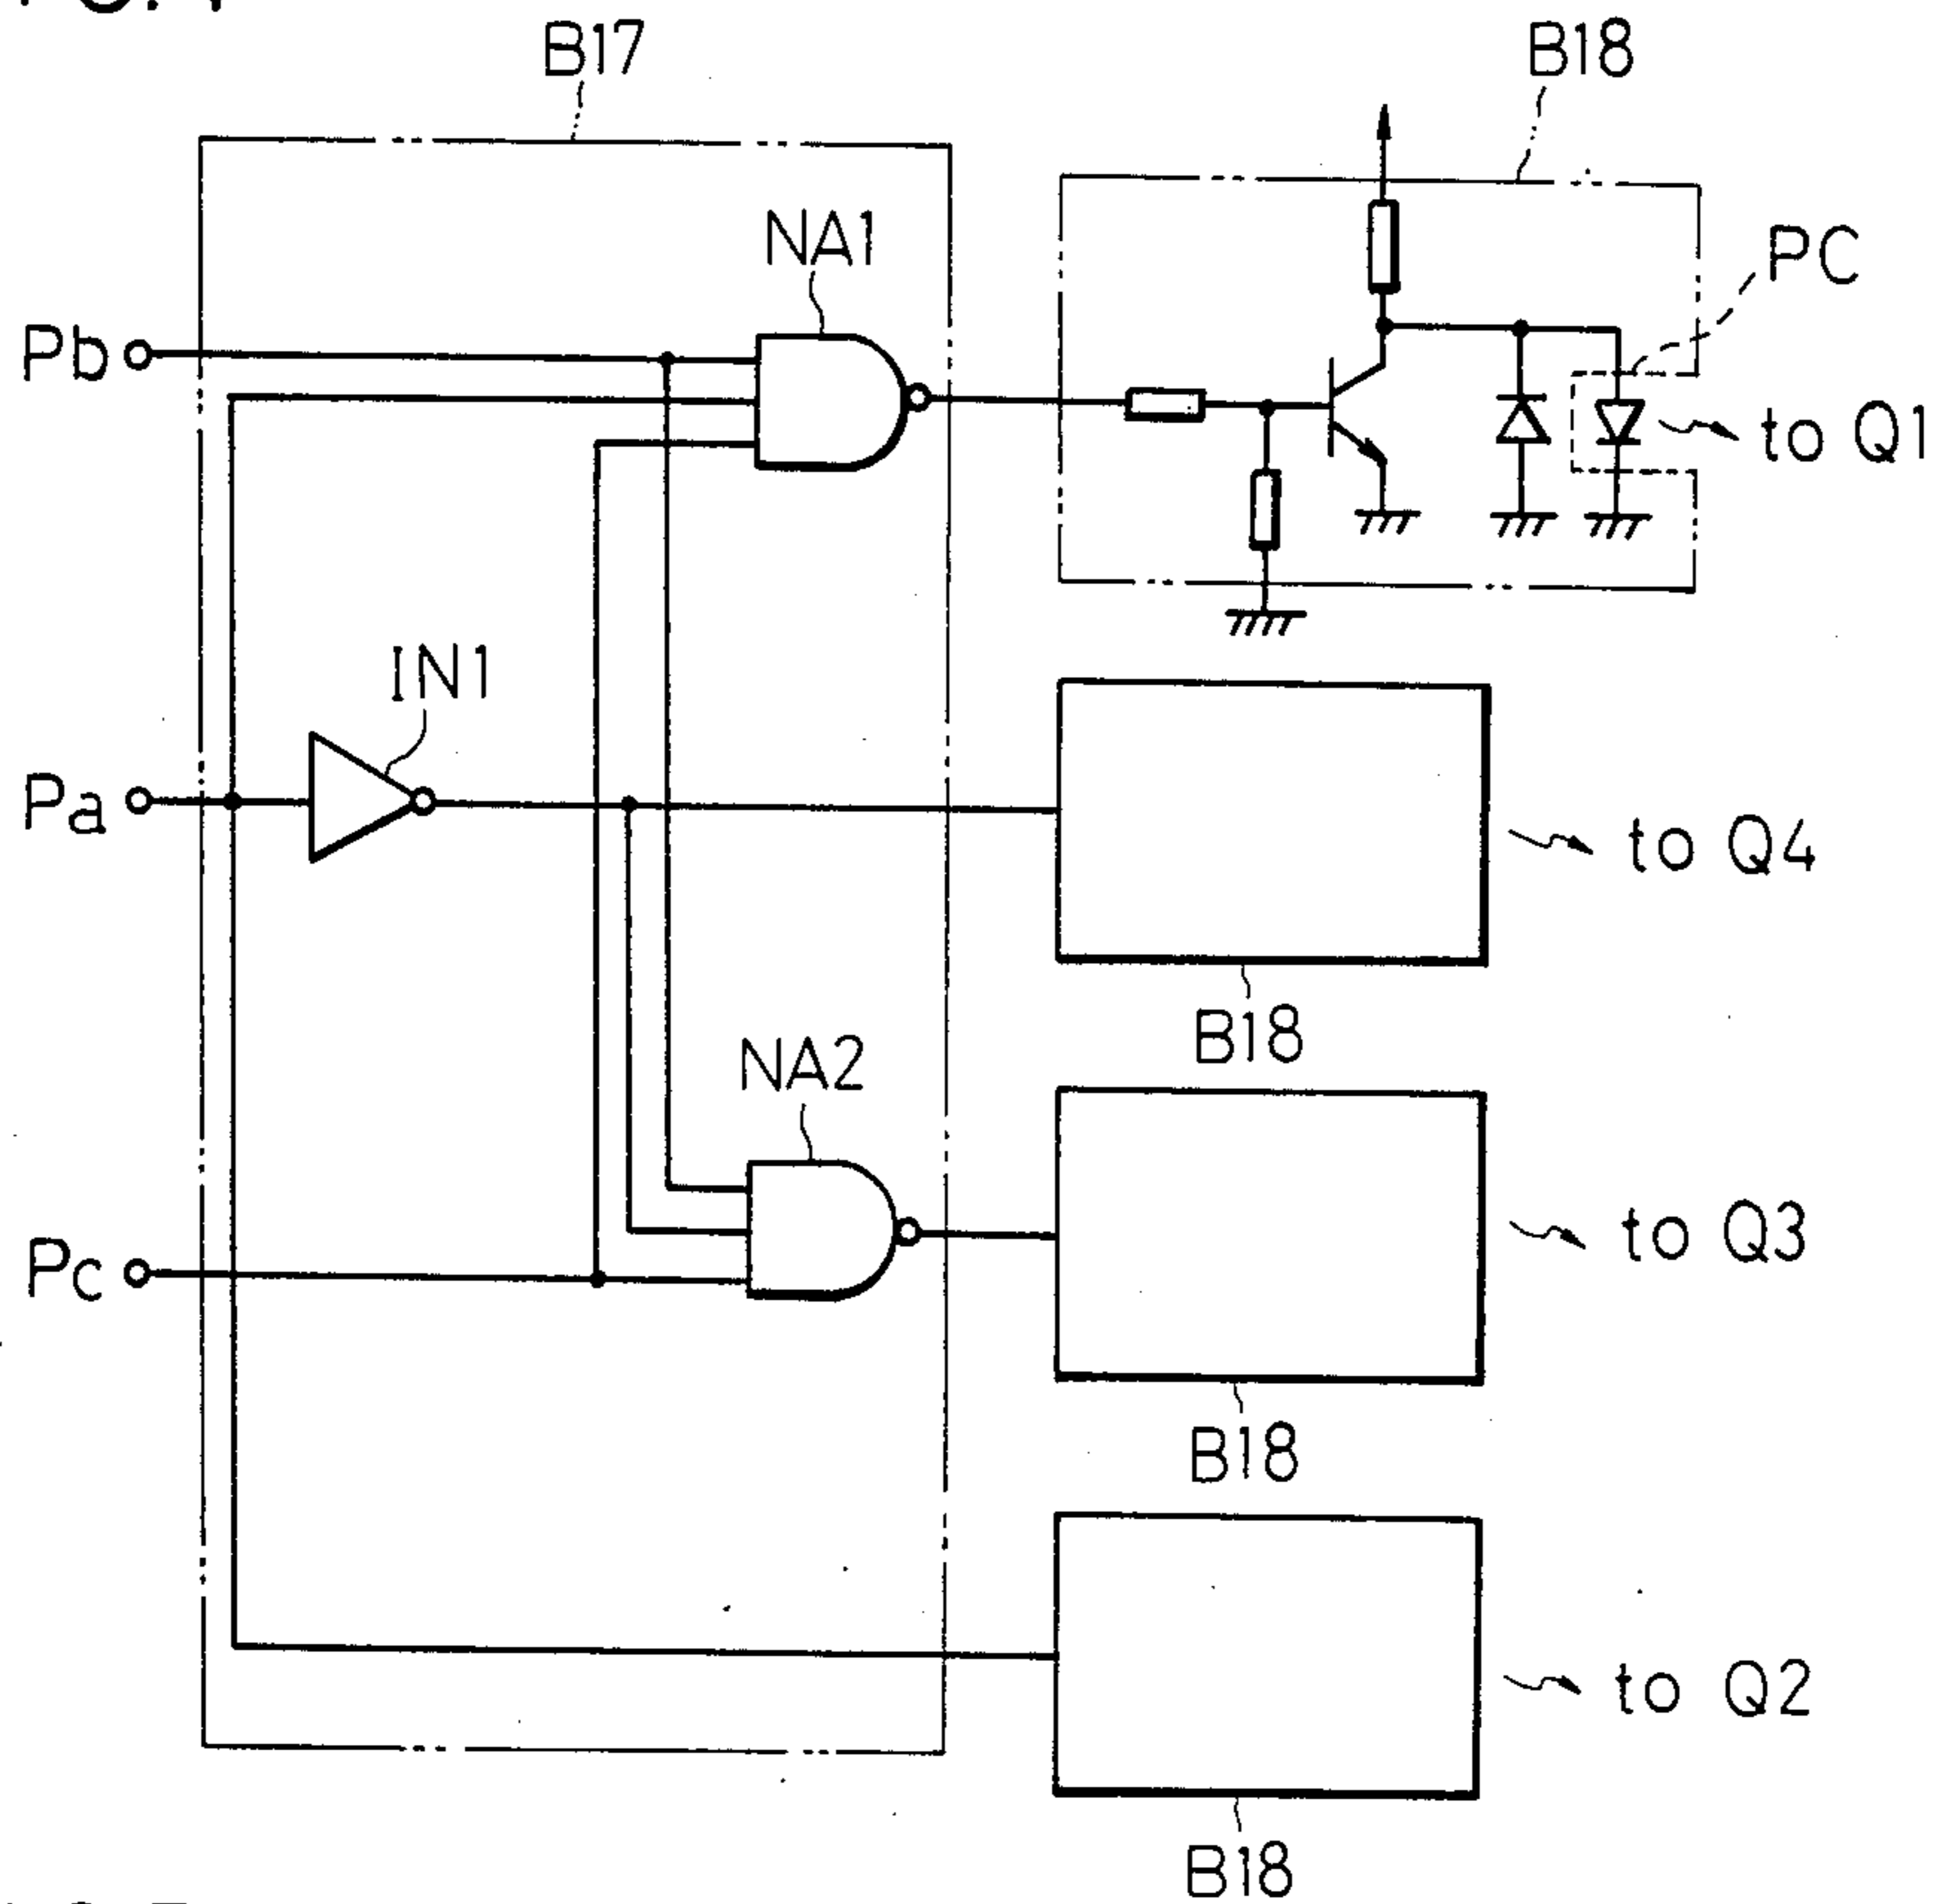 B17
B18
NA1
PC
Pb
to Q1
IN1
Pa
to Q4
B18
NA2
to Q3
Pc
B18
to Q2
B18